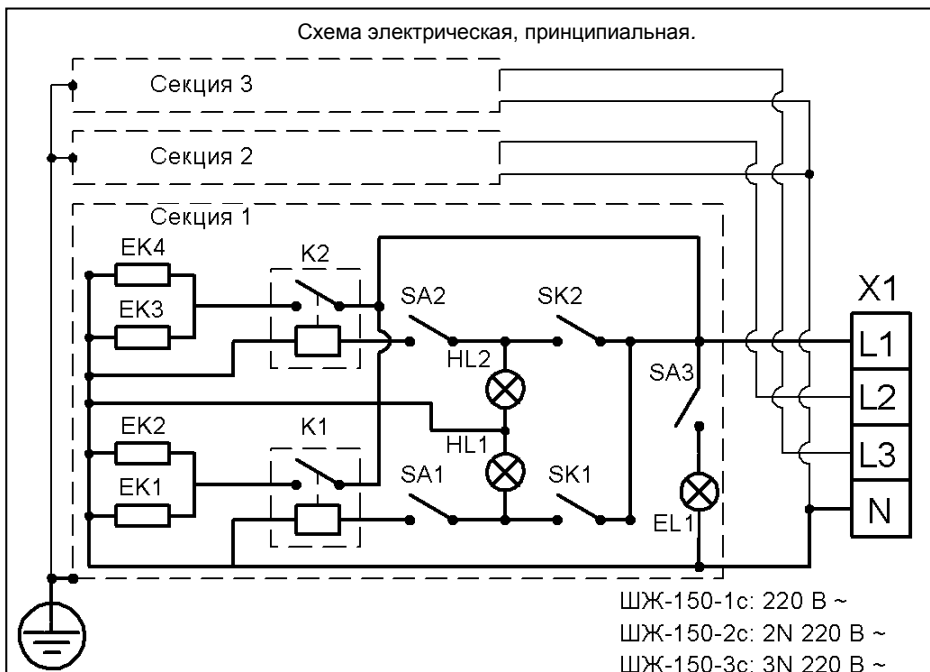 Схема электрическая, принципиальная.
Секция 3
Секция 2
Секция 1
EK4
K2
EK3
SA2
SK2
X1
L1
HL2
SA3
L2
EK2
K1
HL1
L3
EK1
SA1
SK1
EL1
N
ШЖ-150-1с: 220 В ~
ШЖ-150-2с: 2N 220 В ~
ШЖ-150-3с: 3N 220 В ~